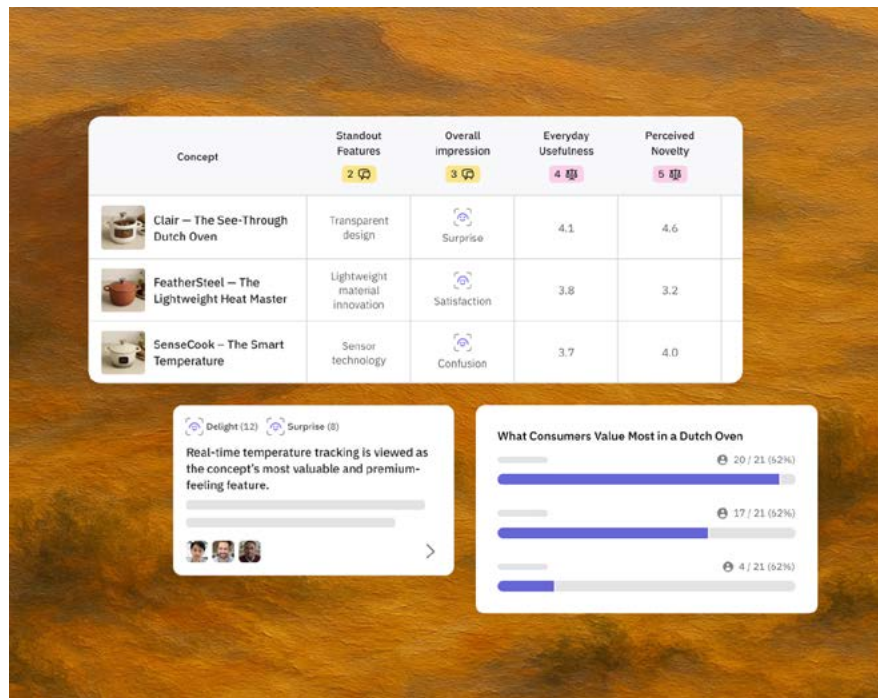 Concept
Standout
Features
2
Overall
impression
3
Everyday
Usefulness
4
Perceived
Novelty
5
Clair — The See-Through
Dutch Oven
Transparent
design
Surprise
4.1
4.6
FeatherSteel — The
Lightweight Heat Master
Lightweight
material
innovation
Satisfaction
3.8
3.2
SenseCook – The Smart
Temperature
Sensor
technology
Confusion
3.7
4.0
Delight (12) Surprise (8)
Real-time temperature tracking is viewed as
the concept's most valuable and premium-
feeling feature.
What Consumers Value Most in a Dutch Oven
20 / 21 (62%)
17 / 21 (62%)
4 / 21 (62%)